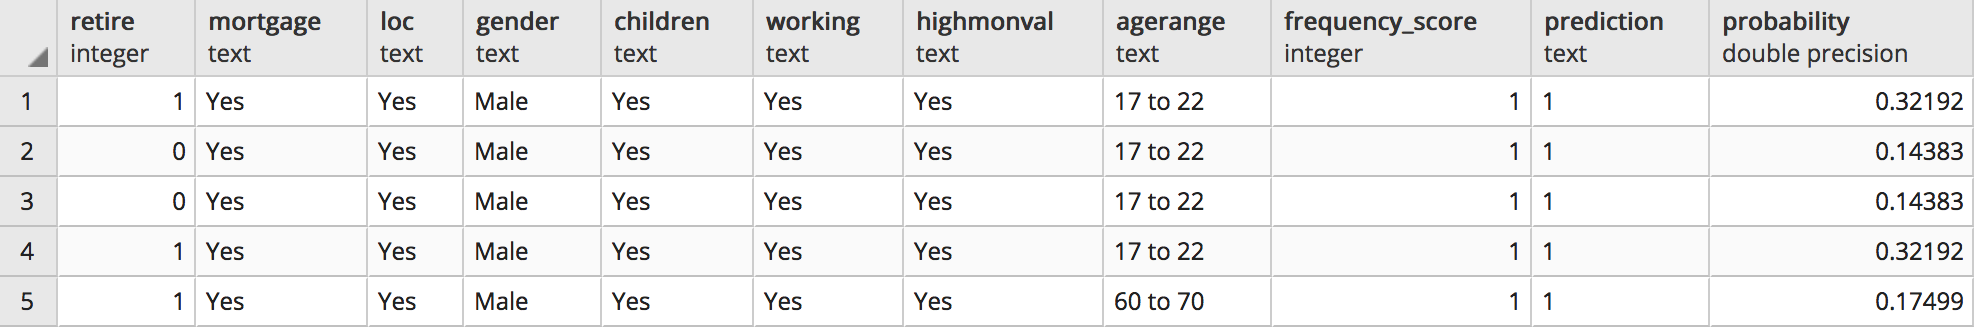 retire mortgage loc gender children working highmonval agerange frequency_score prediction probability
integer text text text text text text text integer text double precision
1 1 Yes Yes Male Yes Yes Yes 17 to 22 1 1 0.32192
2 0 Yes Yes Male Yes Yes Yes 17 to 22 1 1 0.14383
3 0 Yes Yes Male Yes Yes Yes 17 to 22 1 1 0.14383
4 1 Yes Yes Male Yes Yes Yes 17 to 22 1 1 0.32192
5 1 Yes Yes Male Yes Yes Yes 60 to 70 1 1 0.17499